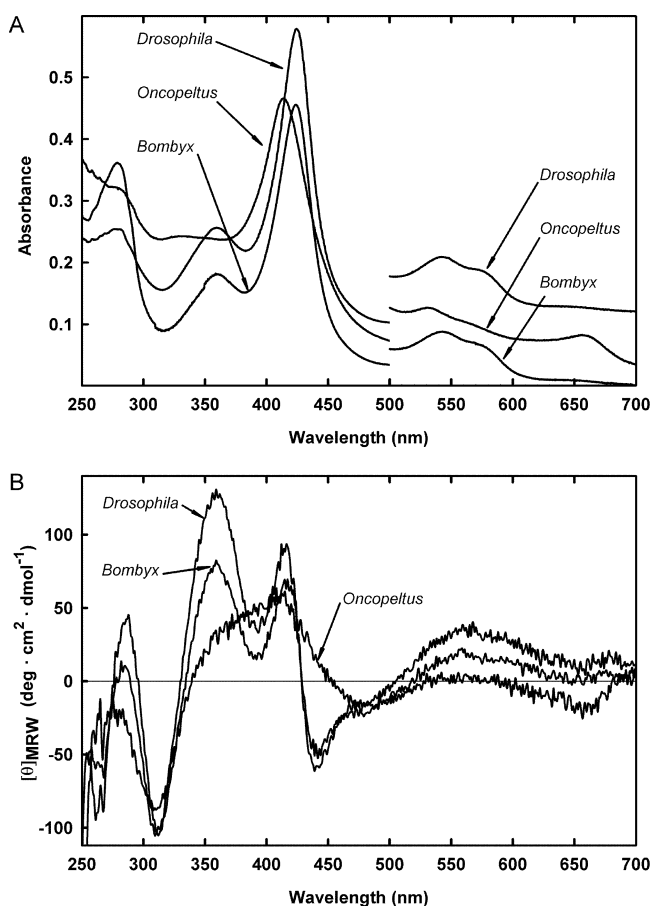 A
Drosophila
Oncopeltus
Bombyx
Drosophila
Oncopeltus
Bombyx
0.5
0.4
0.3
0.2
0.1
Absorbance
250 300 350 400 450 500 550 600 650 700
Wavelength (nm)
B
Drosophila
Bombyx
Oncopeltus
100
50
0
-50
-100
[θ]MRW (deg · cm² · dmol⁻¹)
250 300 350 400 450 500 550 600 650 700
Wavelength (nm)